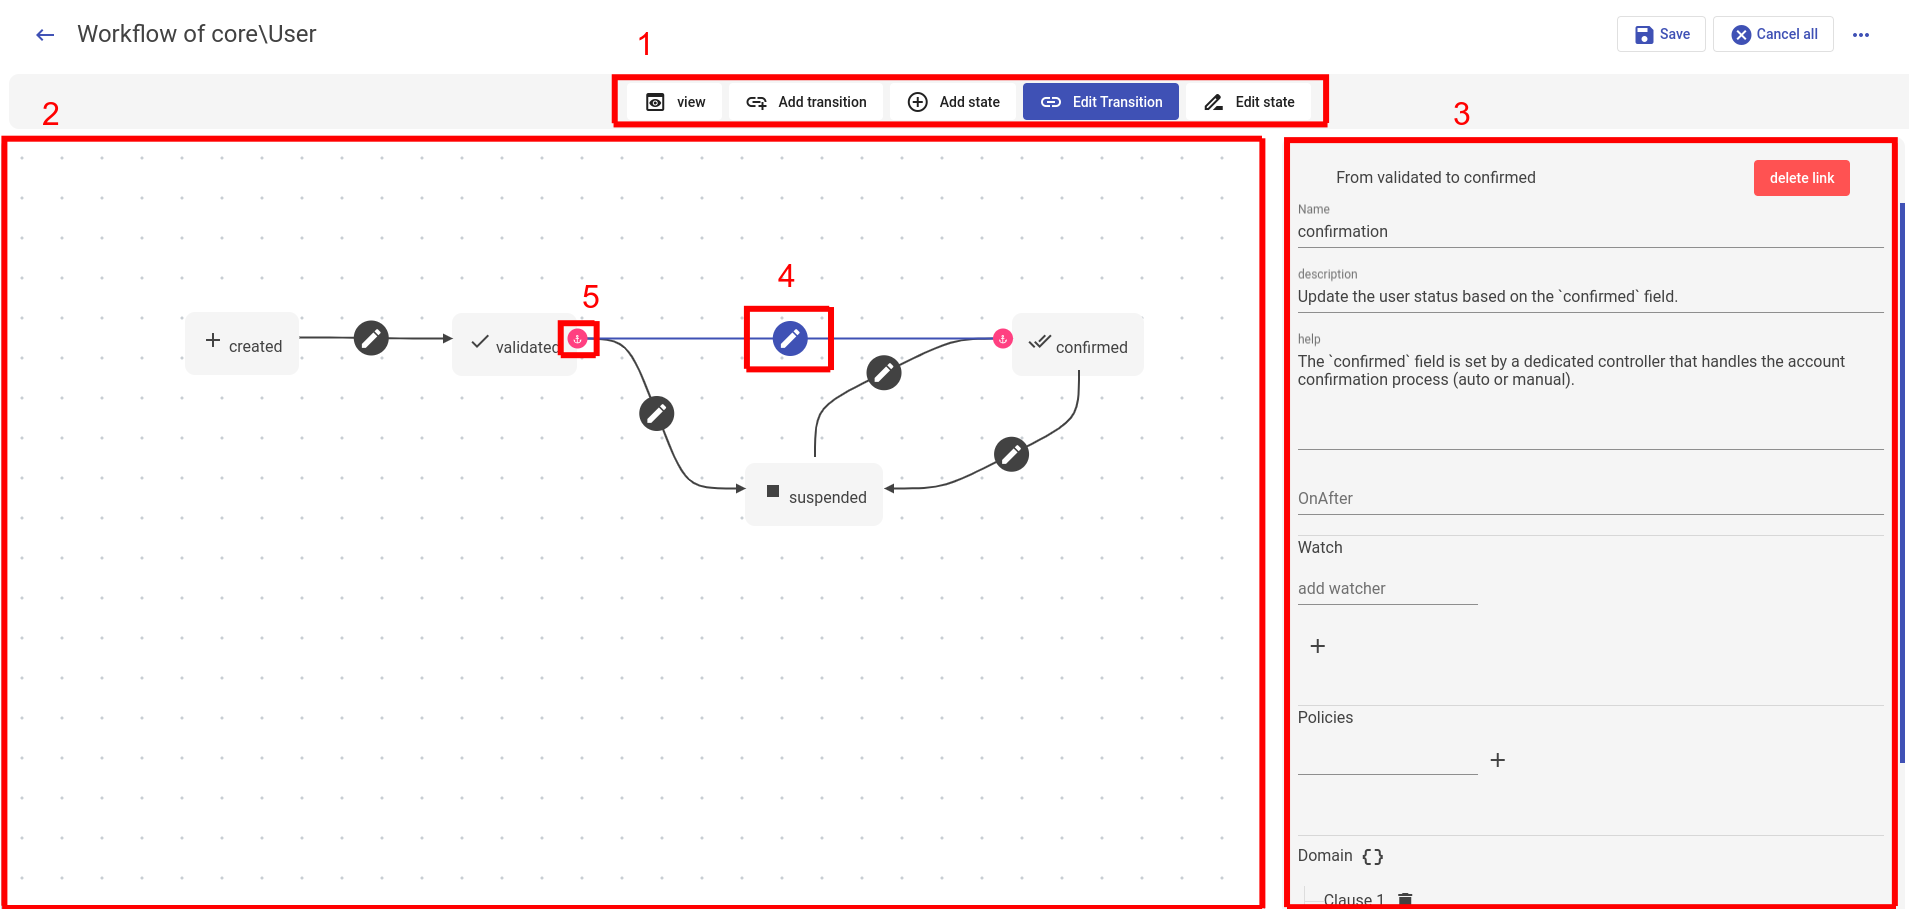 Workflow of core\User
Save
Cancel all
1
view
Add transition
Add state
Edit Transition
Edit state
2
3
From validated to confirmed
delete link
Name
confirmation
description
Update the user status based on the `confirmed` field.
help
The `confirmed` field is set by a dedicated controller that handles the account
confirmation process (auto or manual).
OnAfter
Watch
add watcher
Policies
Domain {}
Clause 1
4
5
created
validated
confirmed
suspended